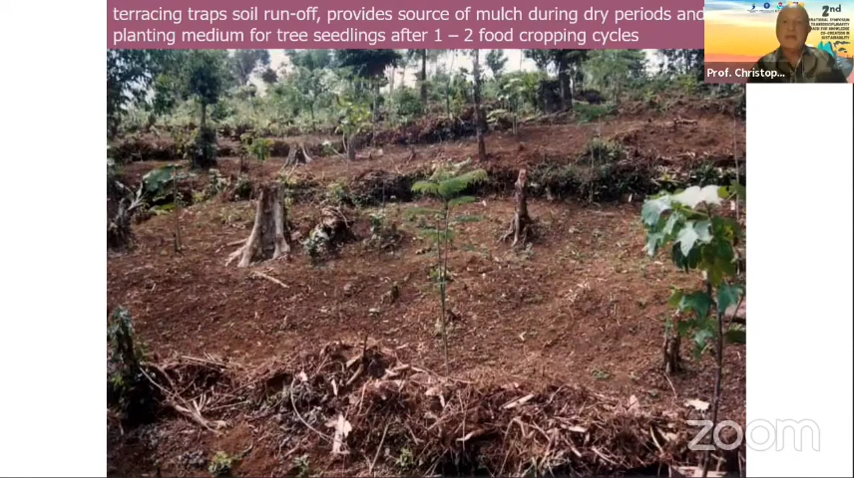 terracing traps soil run-off, provides source of mulch during dry periods and
planting medium for tree seedlings after 1 – 2 food cropping cycles
2nd
Prof. Christop...
zoom